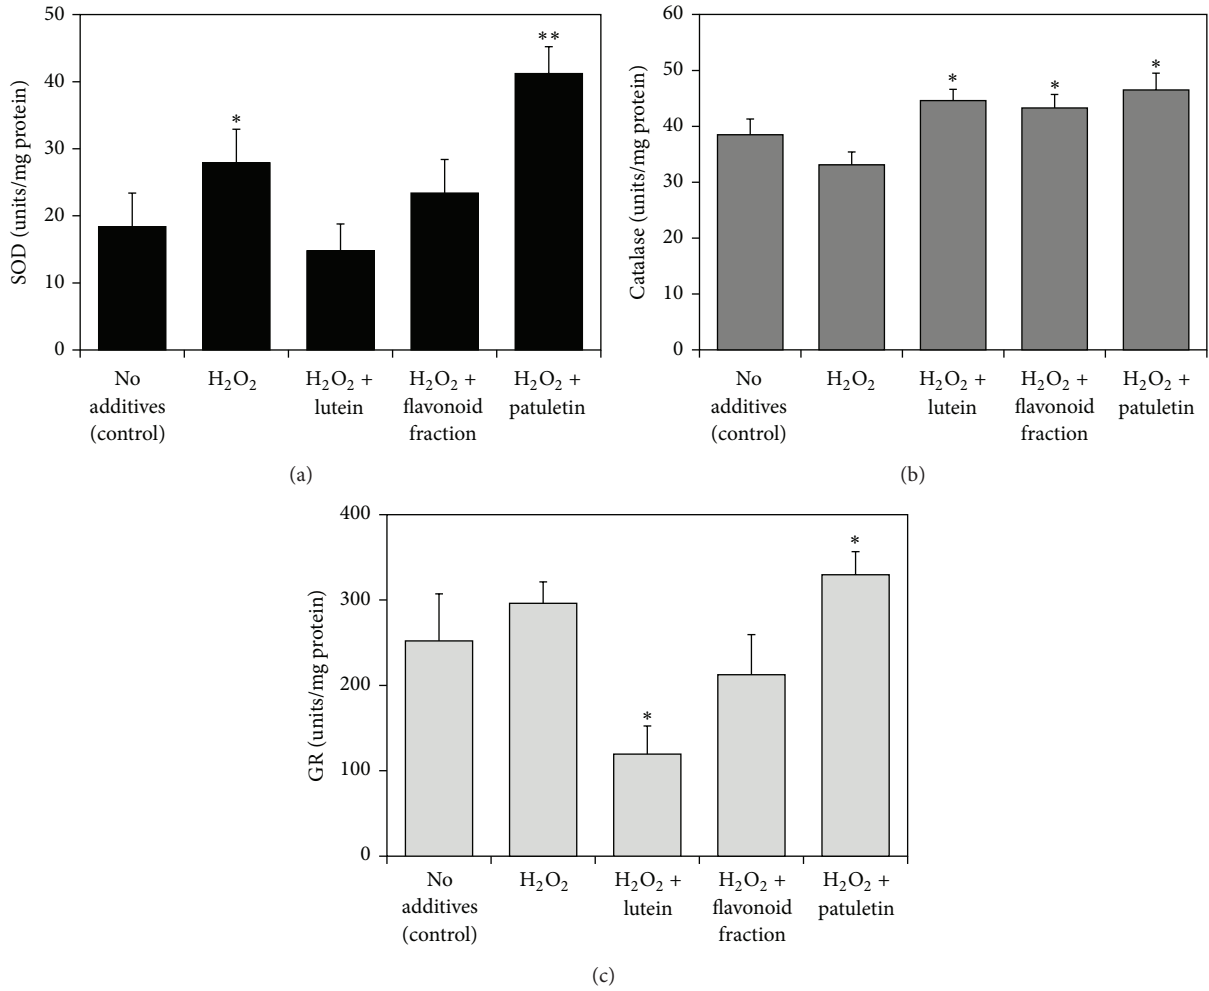 50
40
30
20
10
0
SOD (units/mg protein)
*
**
No
additives
(control)
H₂O₂
H₂O₂ +
lutein
H₂O₂ +
flavonoid
fraction
H₂O₂ +
patuletin
(a)
60
50
40
30
20
10
0
Catalase (units/mg protein)
*
*
*
No
additives
(control)
H₂O₂
H₂O₂ +
lutein
H₂O₂ +
flavonoid
fraction
H₂O₂ +
patuletin
(b)
400
300
200
100
0
GR (units/mg protein)
*
*
No
additives
(control)
H₂O₂
H₂O₂ +
lutein
H₂O₂ +
flavonoid
fraction
H₂O₂ +
patuletin
(c)